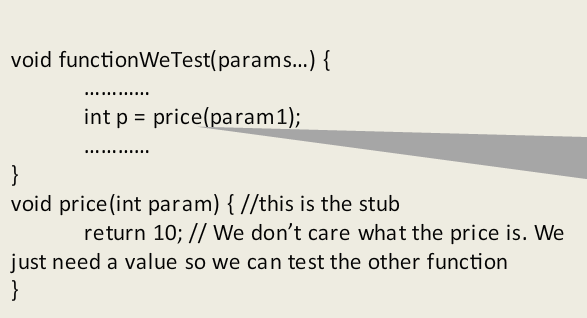 void functionWeTest(params…) {
…………
int p = price(param1);
…………
}
void price(int param) { //this is the stub
return 10; // We don’t care what the price is. We
just need a value so we can test the other function
}